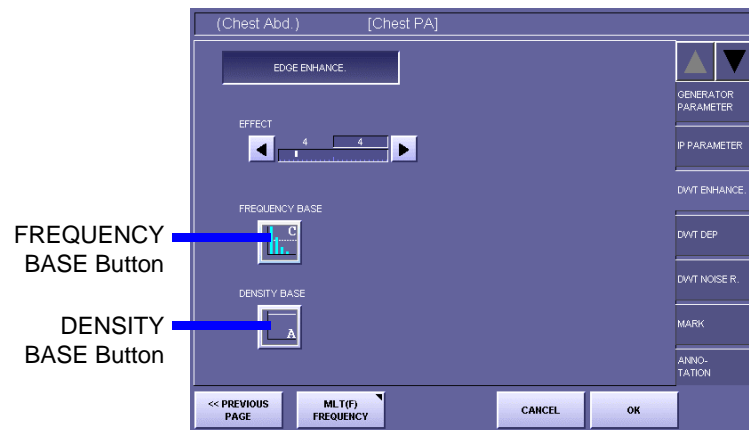 (Chest Abd.) [Chest PA]
EDGE ENHANCE.
EFFECT
4 4
FREQUENCY BASE
C
DENSITY BASE
A
FREQUENCY
BASE Button
DENSITY
BASE Button
GENERATOR
PARAMETER
IP PARAMETER
DWT ENHANCE.
DWT DEP
DWT NOISE R.
MARK
ANNO-
TATION
<< PREVIOUS
PAGE
MLT(F)
FREQUENCY
CANCEL
OK